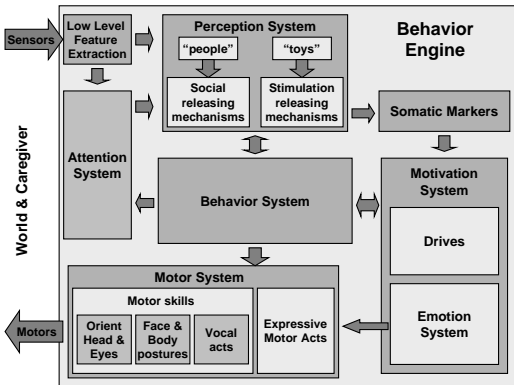 Behavior
Engine
Sensors
Low Level
Feature
Extraction
Perception System
“people”
“toys”
Social
releasing
mechanisms
Stimulation
releasing
mechanisms
Somatic Markers
World & Caregiver
Attention
System
Behavior System
Motivation
System
Drives
Emotion
System
Motor System
Motor skills
Orient
Head &
Eyes
Face & Body
postures
Vocal
acts
Expressive
Motor Acts
Motors